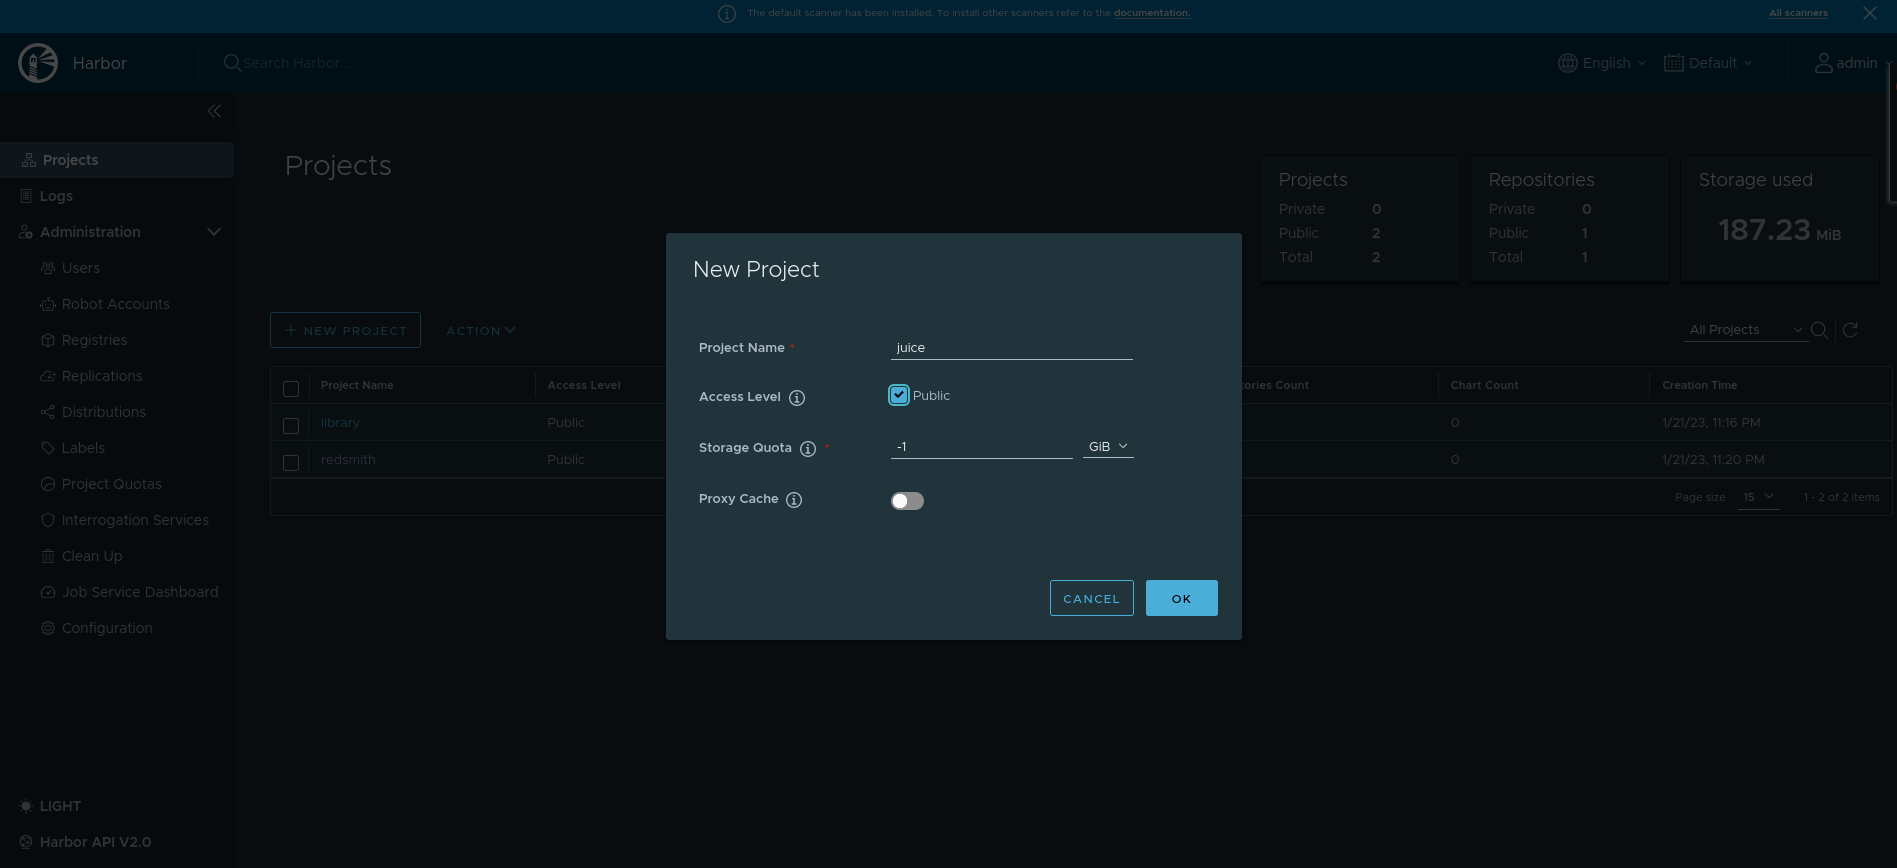 The default scanner has been installed. To install other scanners refer to the documentation.
All scanners
Harbor
Search Harbor...
English
Default
admin
Projects
Logs
Administration
Users
Robot Accounts
Registries
Replications
Distributions
Labels
Project Quotas
Interrogation Services
Clean Up
Job Service Dashboard
Configuration
LIGHT
Harbor API V2.0
Projects
Projects
Private 0
Public 2
Total 2
Repositories
Private 0
Public 1
Total 1
Storage used
187.23 MiB
+ NEW PROJECT
ACTION
All Projects
Project Name Access Level ories Count Chart Count Creation Time
library Public 0 1/21/23, 11:16 PM
redsmith Public 0 1/21/23, 11:20 PM
Page size 15 1 - 2 of 2 items
New Project
Project Name * juice
Access Level Public
Storage Quota * -1 GiB
Proxy Cache
CANCEL
OK